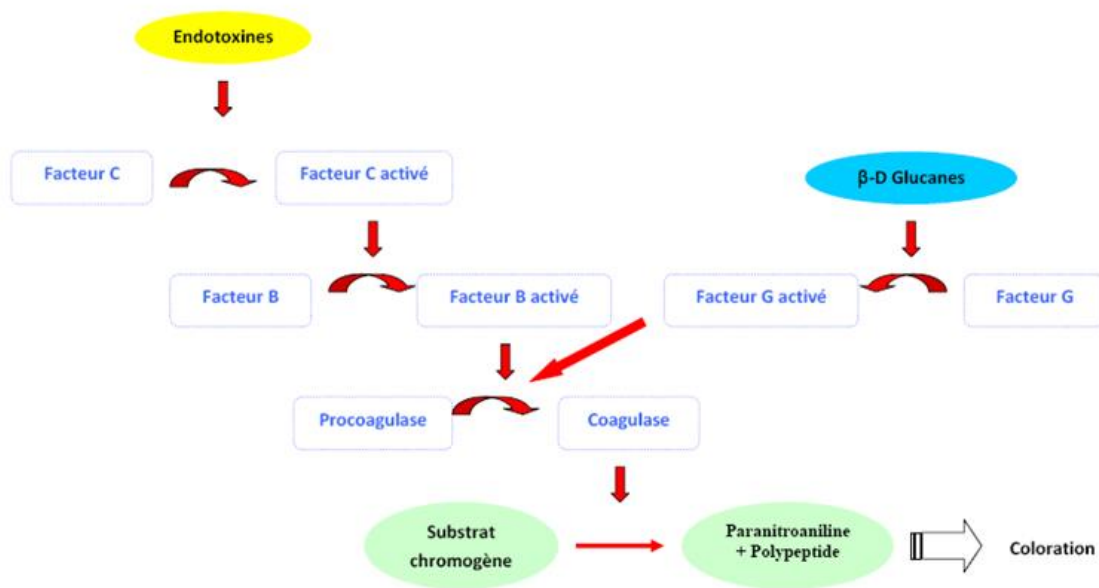 Endotoxines
Facteur C
Facteur C activé
β-D Glucanes
Facteur B
Facteur B activé
Facteur G activé
Facteur G
Procoagulase
Coagulase
Substrat
chromogène
Paranitroaniline
+ Polypeptide
Coloration